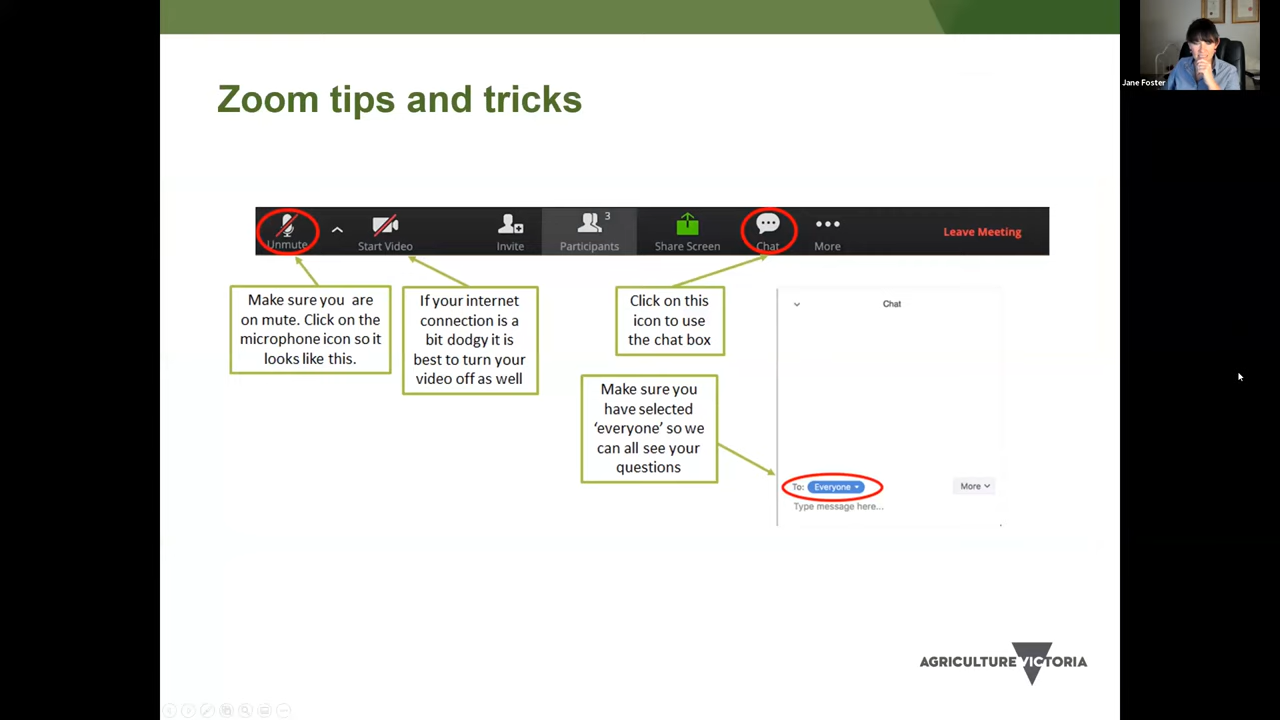 Jane Foster
Zoom tips and tricks
3
Unmute
Start Video
Invite
Participants
Share Screen
Chat
More
Leave Meeting
Make sure you are
on mute. Click on the
microphone icon so it
looks like this.
If your internet
connection is a
bit dodgy it is
best to turn your
video off as well
Click on this
icon to use
the chat box
Make sure you
have selected
‘everyone’ so we
can all see your
questions
Chat
To: Everyone
More
Type message here...
AGRICULTURE VICTORIA